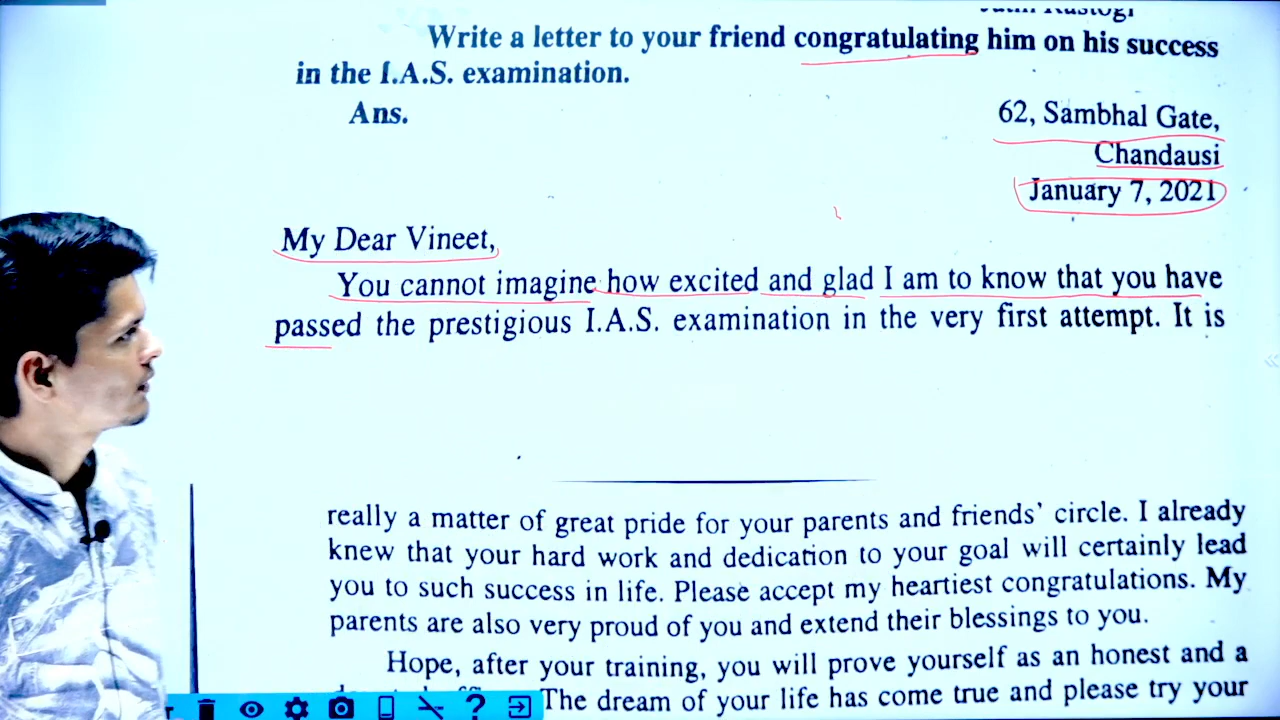 Write a letter to your friend congratulating him on his success
in the I.A.S. examination.
Ans.
62, Sambhal Gate,
Chandausi
January 7, 2021
My Dear Vineet,
You cannot imagine how excited and glad I am to know that you have
passed the prestigious I.A.S. examination in the very first attempt. It is
really a matter of great pride for your parents and friends' circle. I already
knew that your hard work and dedication to your goal will certainly lead
you to such success in life. Please accept my heartiest congratulations. My
parents are also very proud of you and extend their blessings to you.
Hope, after your training, you will prove yourself as an honest and a
The dream of your life has come true and please try your